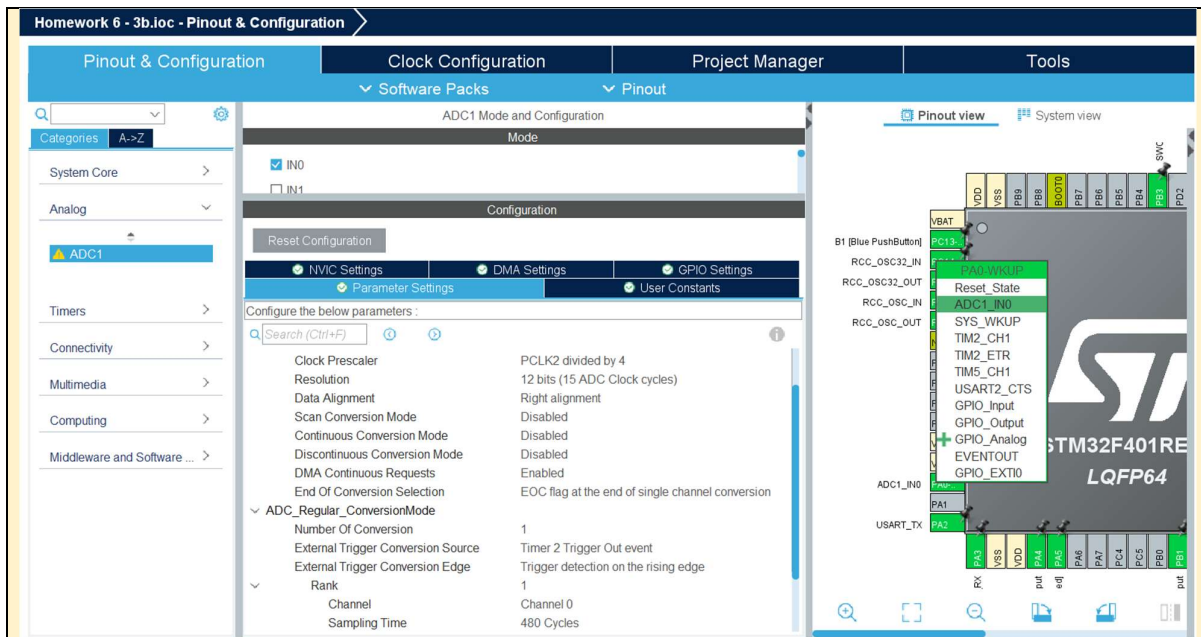 Homework 6 - 3b.ioc - Pinout & Configuration
Pinout & Configuration
Clock Configuration
Project Manager
Tools
Software Packs
Pinout
Categories
A->Z
System Core
Analog
ADC1
Timers
Connectivity
Multimedia
Computing
Middleware and Software ...
ADC1 Mode and Configuration
Mode
IN0
IN1
Configuration
Reset Configuration
NVIC Settings
DMA Settings
GPIO Settings
Parameter Settings
User Constants
Configure the below parameters :
Search (Ctrl+F)
Clock Prescaler PCLK2 divided by 4
Resolution 12 bits (15 ADC Clock cycles)
Data Alignment Right alignment
Scan Conversion Mode Disabled
Continuous Conversion Mode Disabled
Discontinuous Conversion Mode Disabled
DMA Continuous Requests Enabled
End Of Conversion Selection EOC flag at the end of single channel conversion
ADC_Regular_ConversionMode
Number Of Conversion 1
External Trigger Conversion Source Timer 2 Trigger Out event
External Trigger Conversion Edge Trigger detection on the rising edge
Rank 1
Channel Channel 0
Sampling Time 480 Cycles
Pinout view
System view
SWC
VDD
VSS
PB9
PB8
BOOT0
PB7
PB6
PB5
PB4
PB3
PD2
VBAT
B1 [Blue PushButton]
PC13-..
RCC_OSC32_IN
RCC_OSC32_OUT
RCC_OSC_IN
RCC_OSC_OUT
PA0-WKUP
Reset_State
ADC1_IN0
SYS_WKUP
TIM2_CH1
TIM2_ETR
TIM5_CH1
USART2_CTS
GPIO_Input
GPIO_Output
GPIO_Analog
EVENTOUT
GPIO_EXTI0
STM32F401RE
LQFP64
ADC1_IN0
PA0-..
PA1
USART_TX
PA2
PA3
VSS
VDD
PA4
PA5
PA6
PA7
PC4
PC5
PB0
PB1
_RX
put
ed]
put